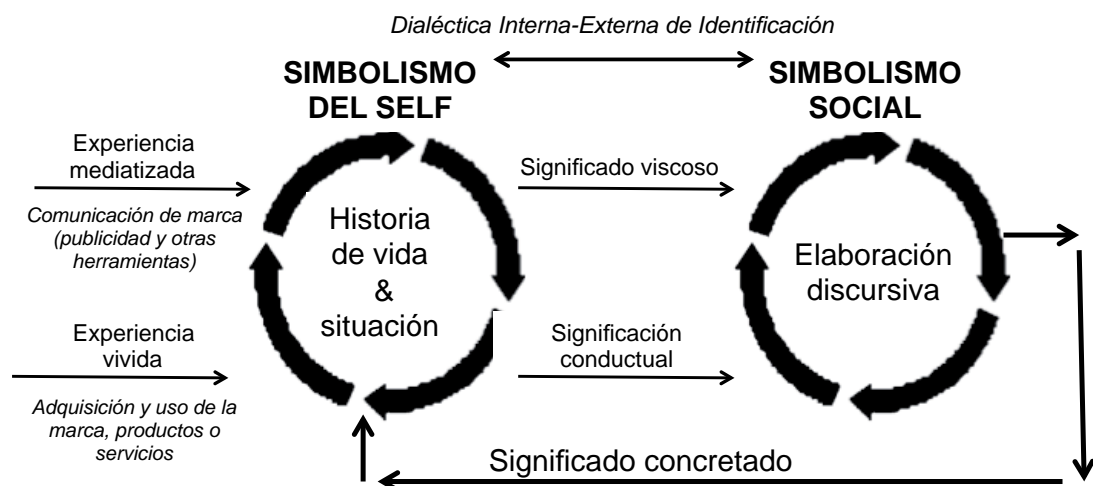 Dialéctica Interna-Externa de Identificación
SIMBOLISMO
DEL SELF
SIMBOLISMO
SOCIAL
Experiencia
mediatizada
Comunicación de marca
(publicidad y otras
herramientas)
Experiencia
vivida
Adquisición y uso de la
marca, productos o
servicios
Historia
de vida
&
situación
Significado viscoso
Significación
conductual
Elaboración
discursiva
Significado concretado